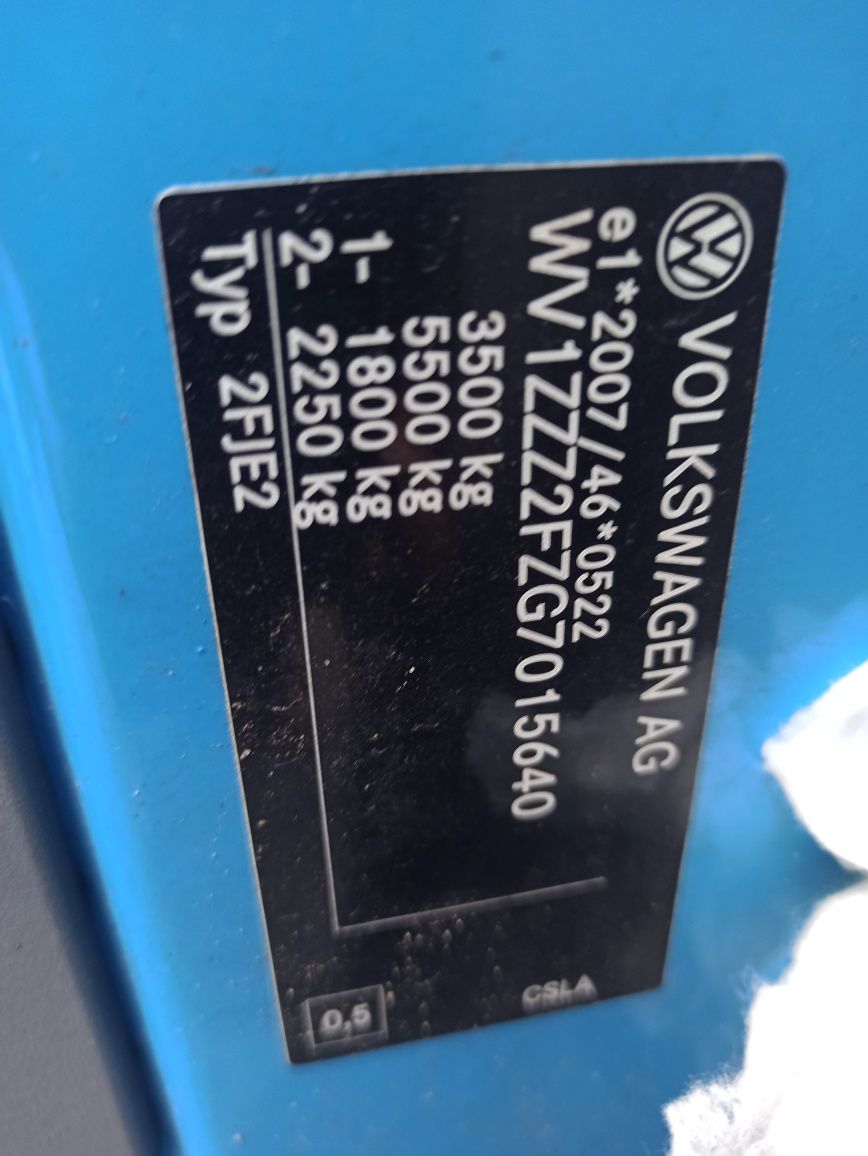 VOLKSWAGEN AG
e1*2007/46*0522
WV1ZZZ2FZG7015640
3500 kg
5500 kg
1- 1800 kg
2- 2250 kg
Typ 2FJE2
CSLA
0,5